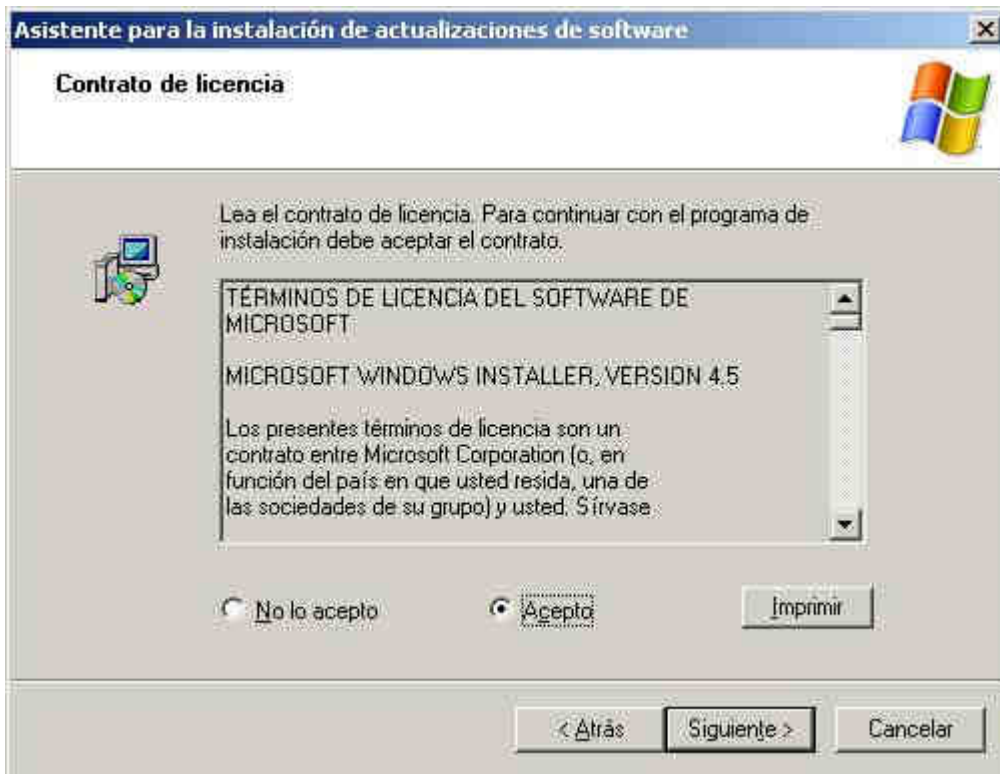 Asistente para la instalación de actualizaciones de software
Contrato de licencia
Lea el contrato de licencia. Para continuar con el programa de
instalación debe aceptar el contrato.
TÉRMINOS DE LICENCIA DEL SOFTWARE DE
MICROSOFT
MICROSOFT WINDOWS INSTALLER, VERSION 4.5
Los presentes términos de licencia son un
contrato entre Microsoft Corporation (o, en
función del país en que usted resida, una de
las sociedades de su grupo) y usted. Sírvase
No lo acepto
Acepto
Imprimir
< Atrás
Siguiente >
Cancelar